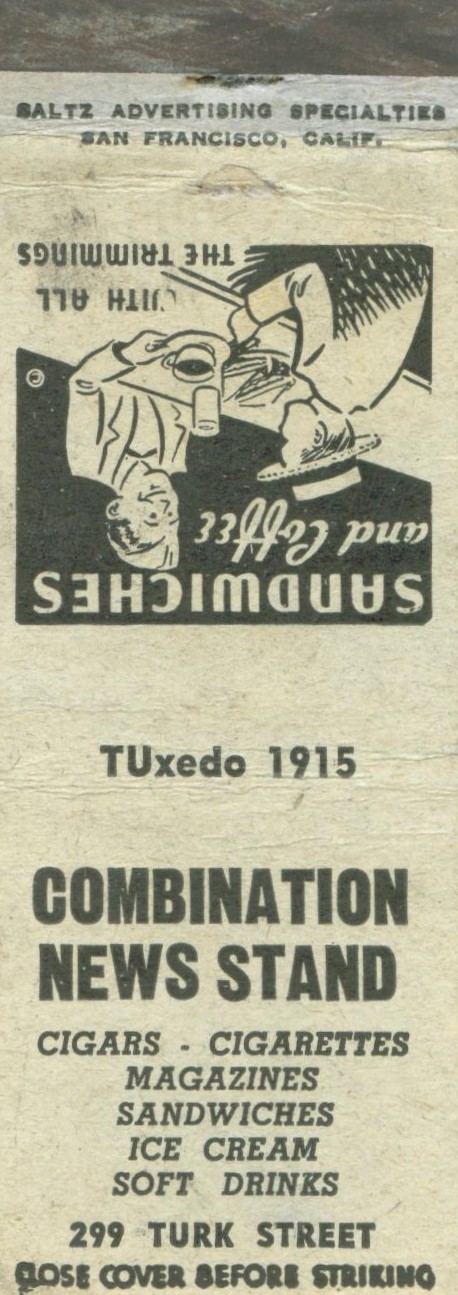 SALTZ ADVERTISING SPECIALTIES
SAN FRANCISCO, CALIF.
SANDWICHES
and Coffee
WITH ALL
THE TRIMMINGS
TUxedo 1915
COMBINATION
NEWS STAND
CIGARS - CIGARETTES
MAGAZINES
SANDWICHES
ICE CREAM
SOFT DRINKS
299 TURK STREET
CLOSE COVER BEFORE STRIKING